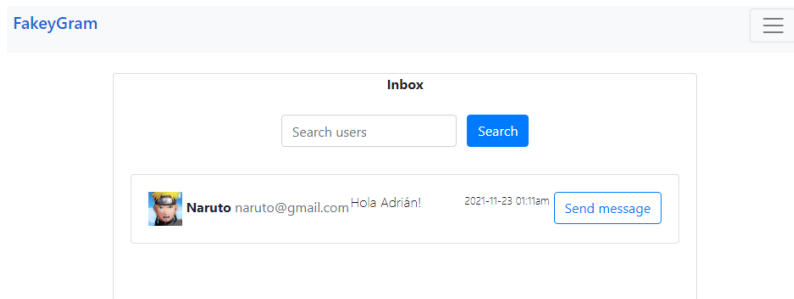 FakeyGram
Inbox
Search users Search
Naruto naruto@gmail.com Hola Adrián! 2021-11-23 01:11am Send message